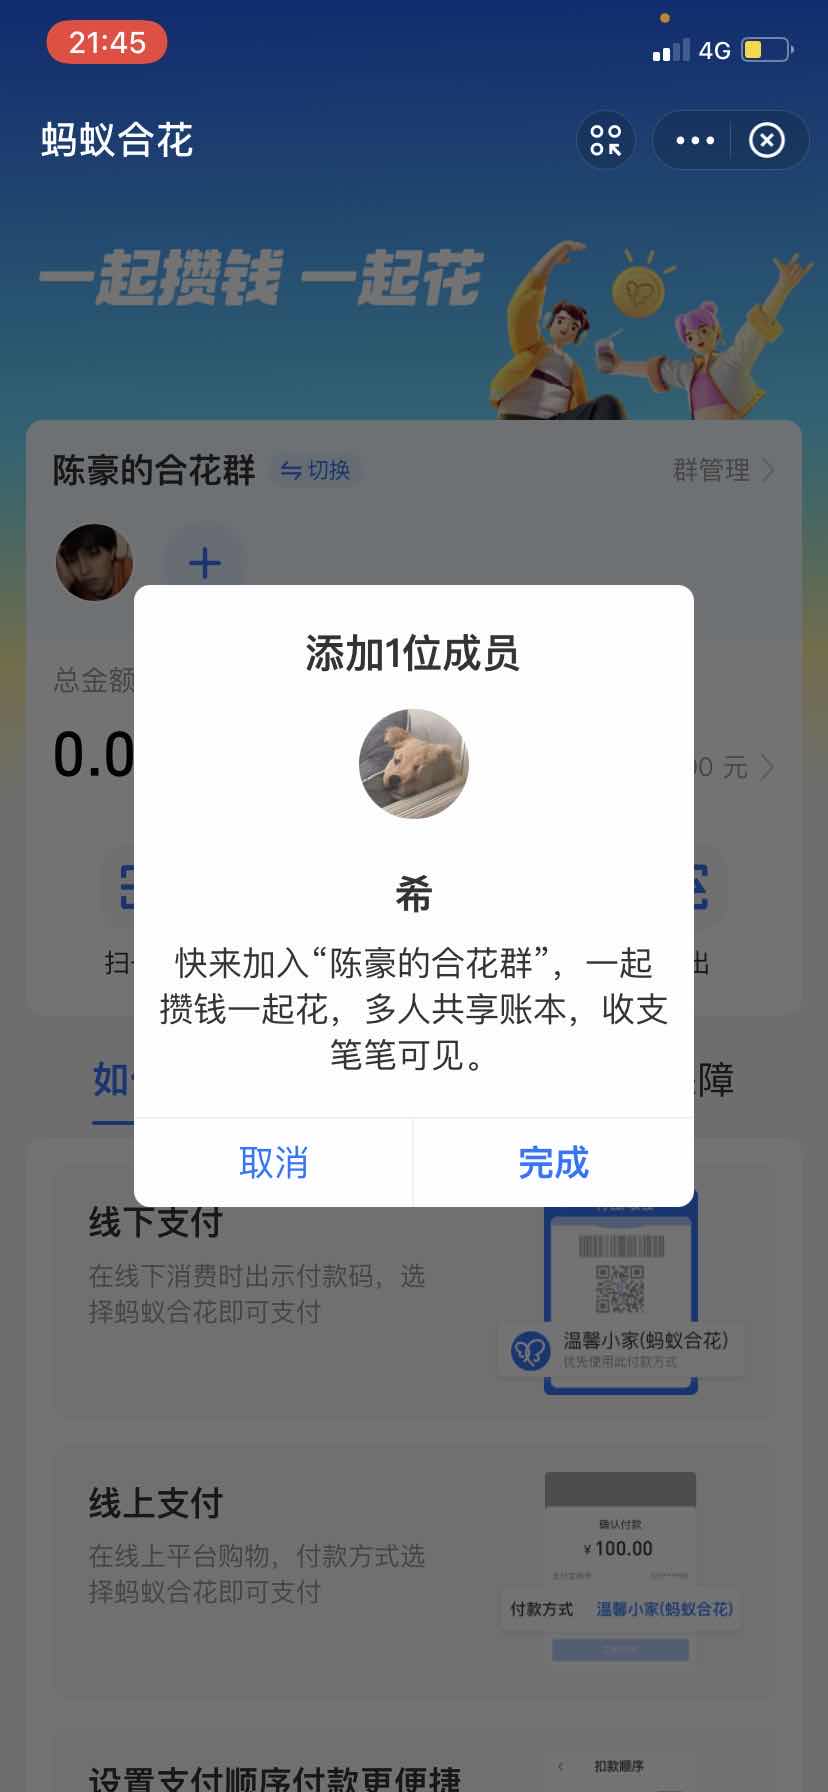 21:45
4G
蚂蚁合花
一起攒钱 一起花
陈豪的合花群
切换
群管理
添加1位成员
总金额
0.0
00 元
希
扫
出
快来加入“陈豪的合花群”，一起
攒钱一起花，多人共享账本，收支
笔笔可见。
如
障
取消
完成
线下支付
在线下消费时出示付款码，选
择蚂蚁合花即可支付
温馨小家(蚂蚁合花)
优先使用此付款方式
线上支付
在线上平台购物，付款方式选
择蚂蚁合花即可支付
确认付款
¥100.00
付款方式
温馨小家(蚂蚁合花)
设置支付顺序付款更便捷
扣款顺序